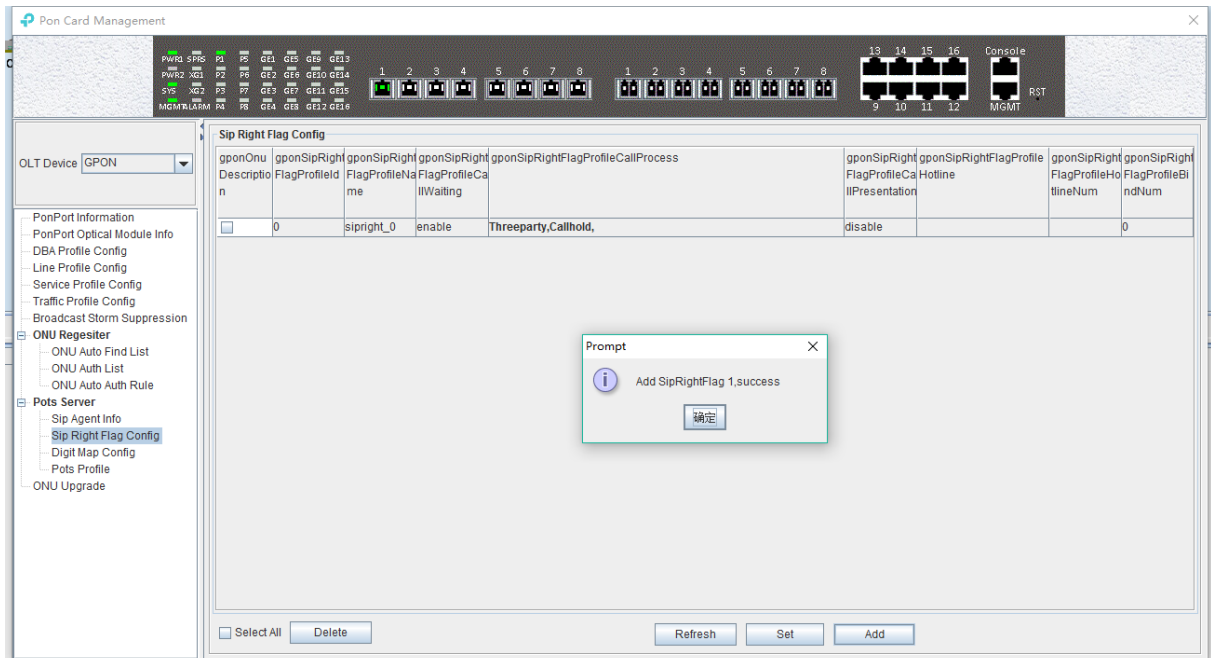 Pon Card Management
PWR1 SPRS P1 P5 GE1 GE5 GE9 GE13
PWR2 XG1 P2 P6 GE2 GE6 GE10 GE14
SYS XG2 P3 P7 GE3 GE7 GE11 GE15
MGMT ALARM P4 P8 GE4 GE8 GE12 GE16
1 2 3 4 5 6 7 8 1 2 3 4 5 6 7 8
13 14 15 16 Console
9 10 11 12 MGMT
RST
OLT Device GPON
PonPort Information
PonPort Optical Module Info
DBA Profile Config
Line Profile Config
Service Profile Config
Traffic Profile Config
Broadcast Storm Suppression
ONU Regesiter
ONU Auto Find List
ONU Auth List
ONU Auto Auth Rule
Pots Server
Sip Agent Info
Sip Right Flag Config
Digit Map Config
Pots Profile
ONU Upgrade
Sip Right Flag Config
gponOnu gponSipRight gponSipRight gponSipRight gponSipRightFlagProfileCallProcess gponSipRight gponSipRightFlagProfile gponSipRight gponSipRight
Descriptio FlagProfileId FlagProfileNa FlagProfileCa FlagProfileCa Hotline FlagProfileHo FlagProfileBi
n me llWaiting llPresentation tlineNum ndNum
0 sipright_0 enable Threeparty,Callhold, disable 0
Prompt
Add SipRightFlag 1,success
确定
Select All Delete Refresh Set Add